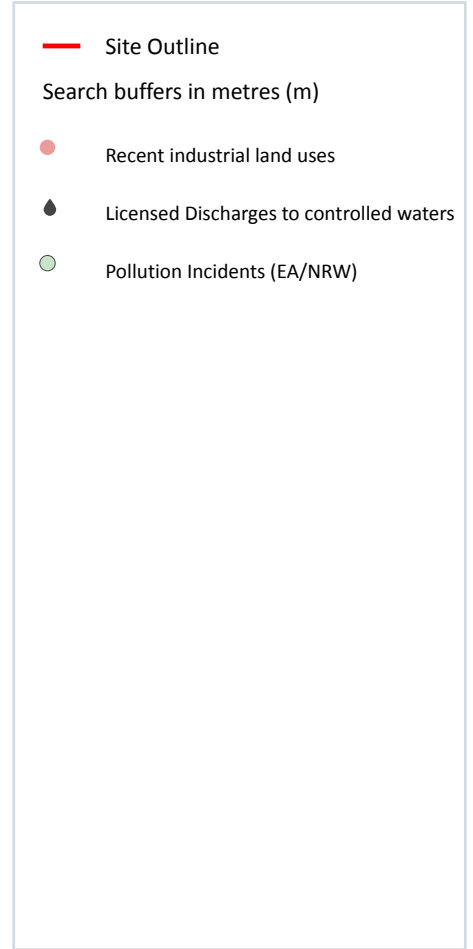 Site Outline
Search buffers in metres (m)
Recent industrial land uses
Licensed Discharges to controlled waters
Pollution Incidents (EA/NRW)